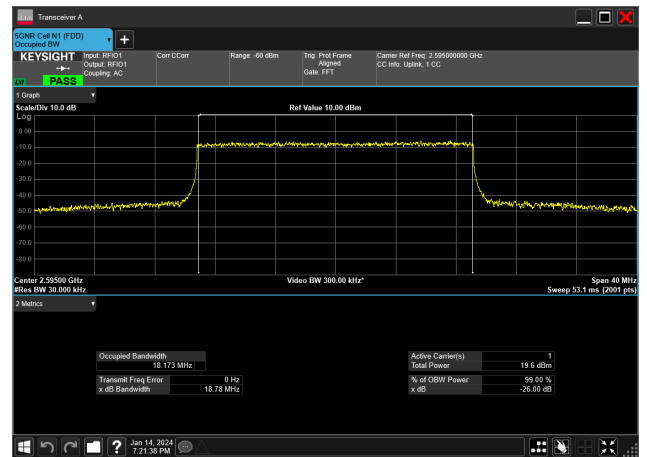 Transceiver A
5GNR Cell N1 (FDD)
Occupied BW
KEYSIGHT
Input: RFIO1
Output: RFIO1
Coupling: AC
Corr CCorr
Range: -60 dBm
Trig: Prot Frame
Aligned
Gate: FFT
Carrier Ref Freq: 2.595000000 GHz
CC Info: Uplink, 1 CC
PASS
1 Graph
Scale/Div 10.0 dB
Ref Value 10.00 dBm
Log
0.00
-10.0
-20.0
-30.0
-40.0
-50.0
-60.0
-70.0
-80.0
Center 2.59500 GHz
Video BW 300.00 kHz*
Span 40 MHz
#Res BW 30.000 kHz
Sweep 53.1 ms (2001 pts)
2 Metrics
Occupied Bandwidth
18.173 MHz
Transmit Freq Error 0 Hz
x dB Bandwidth 18.78 MHz
Active Carrier(s) 1
Total Power 19.6 dBm
% of OBW Power 99.00 %
x dB -26.00 dB
Jan 14, 2024
7:21:38 PM